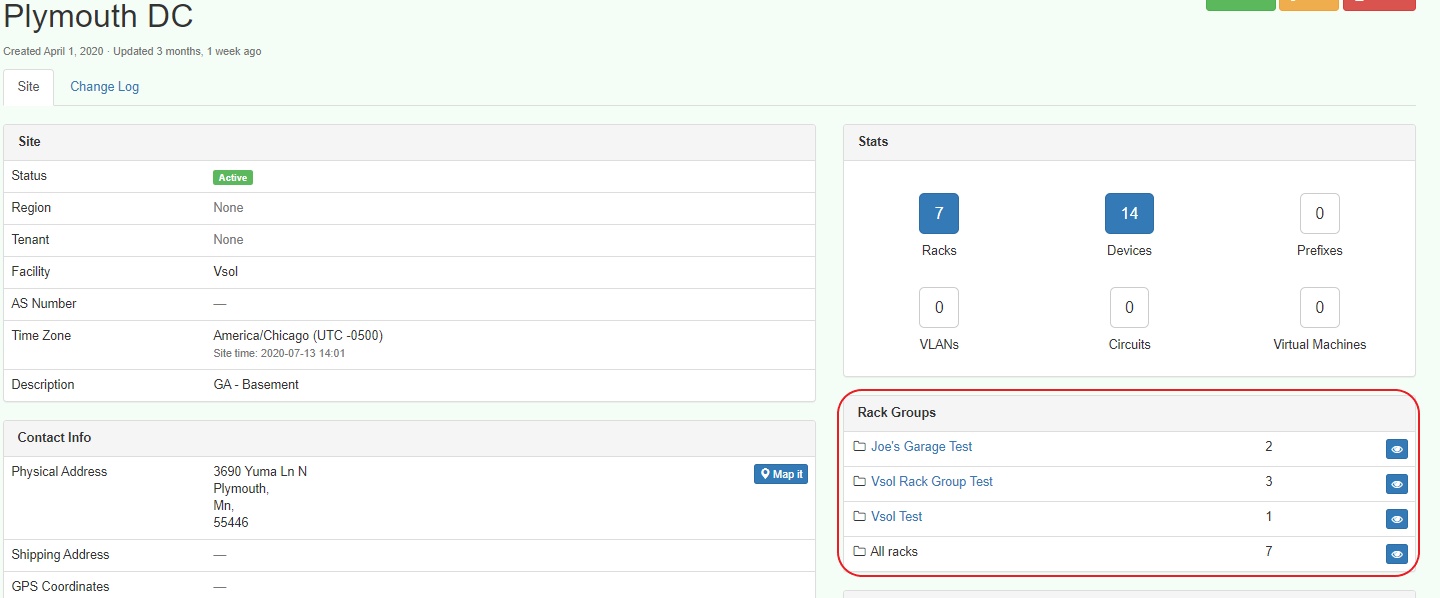 Plymouth DC
Created April 1, 2020 · Updated 3 months, 1 week ago
Site
Change Log
Site
Status Active
Region None
Tenant None
Facility Vsol
AS Number —
Time Zone America/Chicago (UTC -0500)
Site time: 2020-07-13 14:01
Description GA - Basement
Contact Info
Physical Address 3690 Yuma Ln N
Plymouth,
Mn,
55446
Map it
Shipping Address —
GPS Coordinates —
Stats
7 14 0
Racks Devices Prefixes
0 0 0
VLANs Circuits Virtual Machines
Rack Groups
Joe's Garage Test 2
Vsol Rack Group Test 3
Vsol Test 1
All racks 7